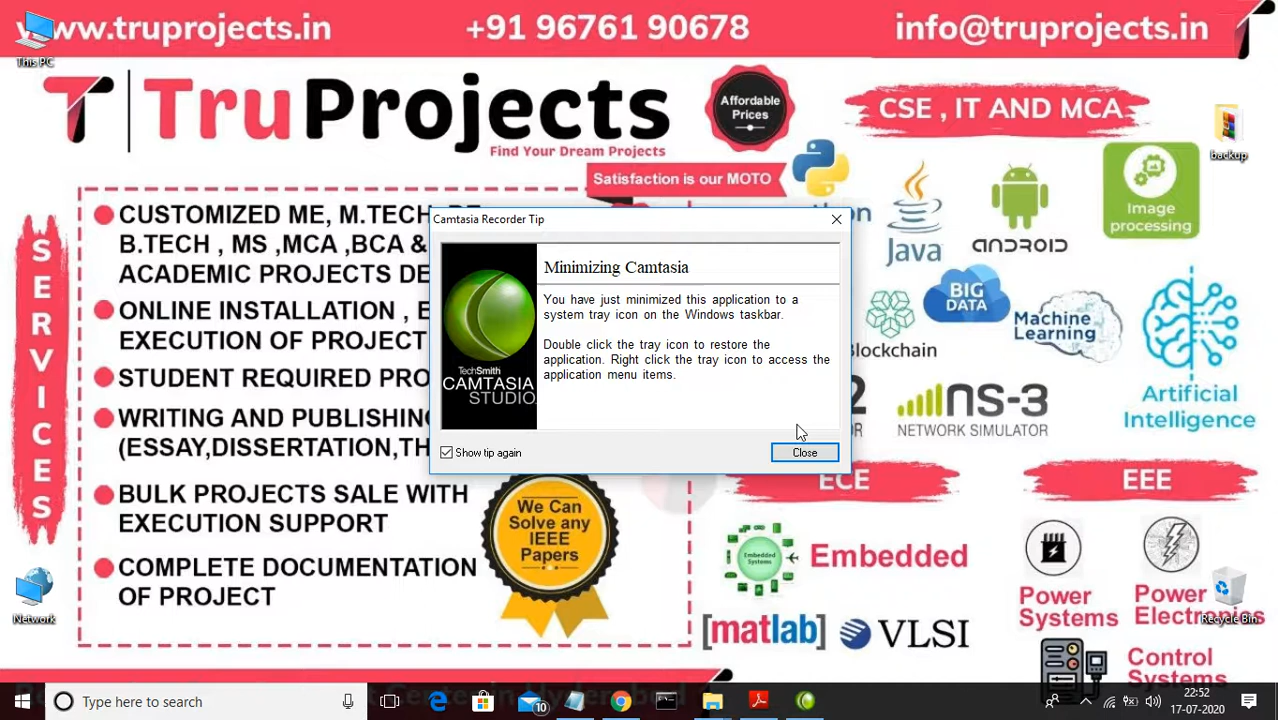 www.truprojects.in
+91 96761 90678
info@truprojects.in
This PC
TruProjects
Find Your Dream Projects
Affordable
Prices
CSE , IT AND MCA
Satisfaction is our MOTO
backup
SERVICES
CUSTOMIZED ME, M.TECH,
B.TECH , MS ,MCA ,BCA &
ACADEMIC PROJECTS
ONLINE INSTALLATION ,
EXECUTION OF PROJECT
STUDENT REQUIRED
WRITING AND PUBLISHING
(ESSAY,DISSERTATION,
BULK PROJECTS SALE WITH
EXECUTION SUPPORT
COMPLETE DOCUMENTATION
OF PROJECT
We Can
Solve any
IEEE
Papers
Camtasia Recorder Tip
TechSmith
CAMTASIA
STUDIO
Minimizing Camtasia
You have just minimized this application to a
system tray icon on the Windows taskbar.
Double click the tray icon to restore the
application. Right click the tray icon to access the
application menu items.
Show tip again
Close
Java
ANDROID
Image
processing
BIG
DATA
Machine
Learning
Blockchain
Artificial
Intelligence
NS-3
NETWORK SIMULATOR
ECE
EEE
Embedded
Systems
Embedded
[matlab]
VLSI
Power
Systems
Power
Electronics
Control
Systems
Network
Recycle Bin
Type here to search
10
22:52
17-07-2020